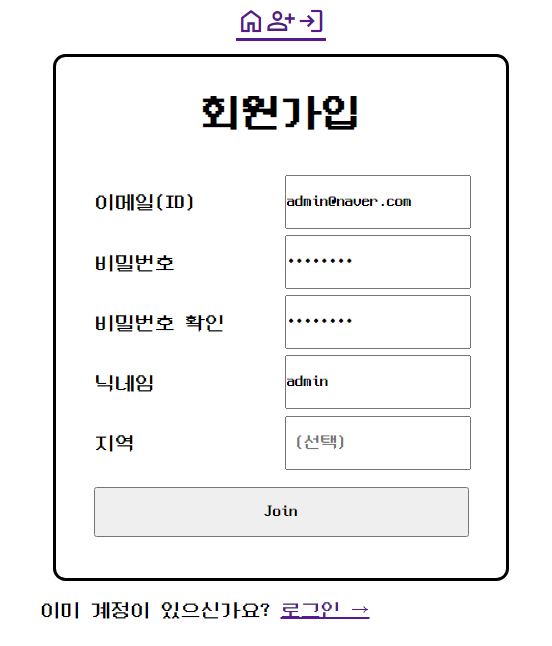 회원가입
이메일(ID) admin@naver.com
비밀번호 ••••••••
비밀번호 확인 ••••••••
닉네임 admin
지역 (선택)
Join
이미 계정이 있으신가요? 로그인 →